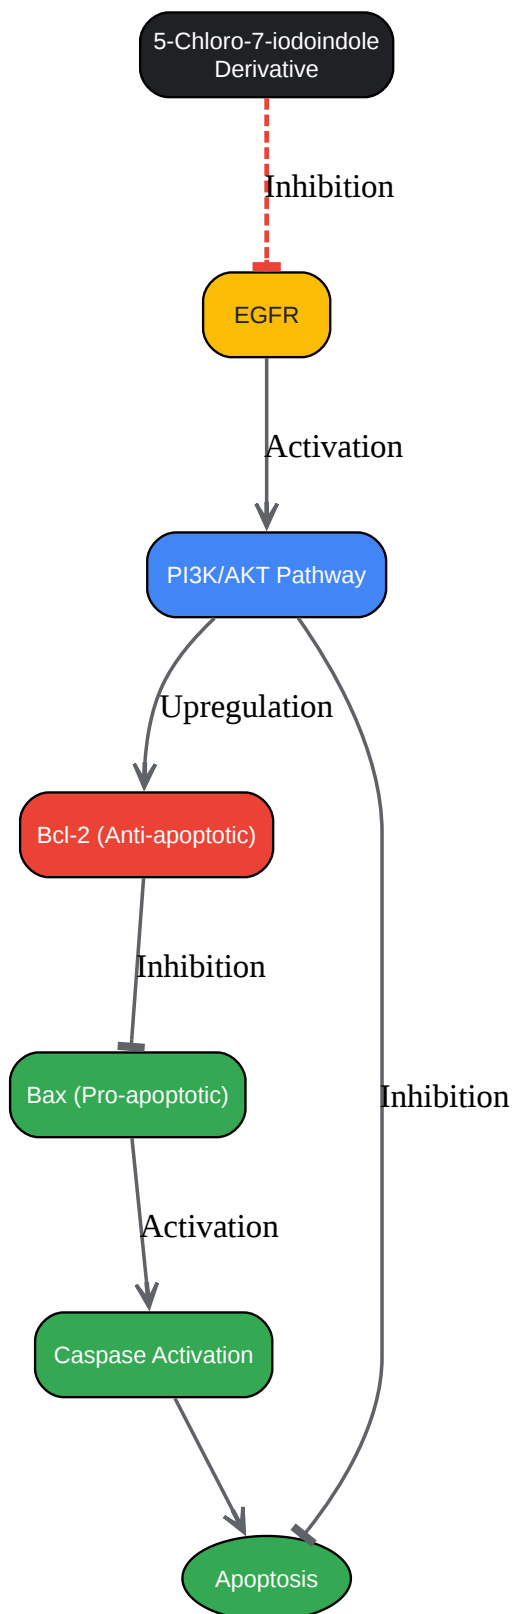 5-Chloro-7-iodoindole
Derivative
Inhibition
EGFR
Activation
PI3K/AKT Pathway
Upregulation
Bcl-2 (Anti-apoptotic)
Inhibition
Bax (Pro-apoptotic)
Inhibition
Activation
Caspase Activation
Apoptosis